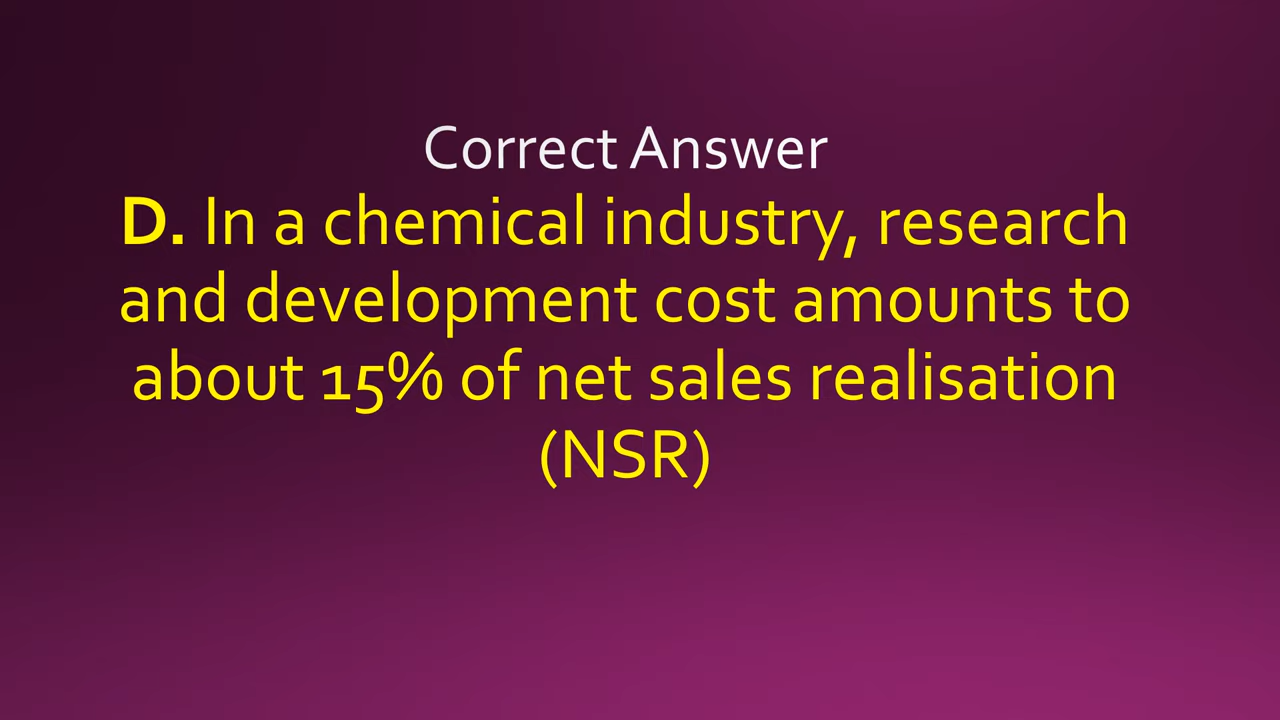 Correct Answer
D. In a chemical industry, research
and development cost amounts to
about 15% of net sales realisation
(NSR)